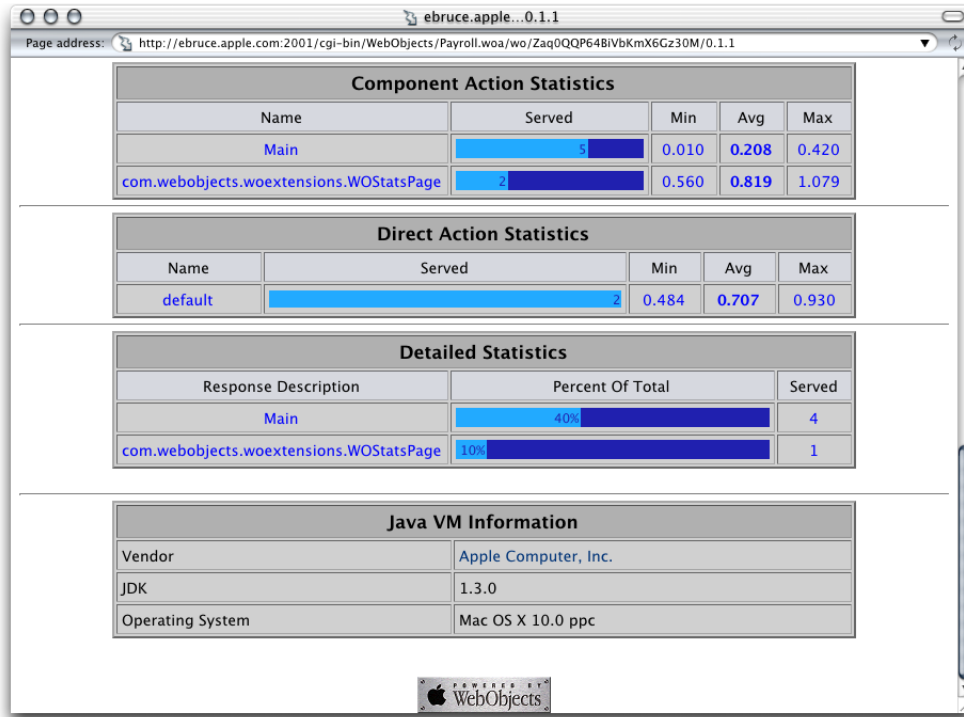 ebruce.apple...0.1.1
Page address: http://ebruce.apple.com:2001/cgi-bin/WebObjects/Payroll.woa/wo/Zaq0QQP64BiVbKmX6Gz30M/0.1.1
Component Action Statistics
Name Served Min Avg Max
Main 5 0.010 0.208 0.420
com.webobjects.woextensions.WOStatsPage 2 0.560 0.819 1.079
Direct Action Statistics
Name Served Min Avg Max
default 2 0.484 0.707 0.930
Detailed Statistics
Response Description Percent Of Total Served
Main 40% 4
com.webobjects.woextensions.WOStatsPage 10% 1
Java VM Information
Vendor Apple Computer, Inc.
JDK 1.3.0
Operating System Mac OS X 10.0 ppc
POWERED BY
WebObjects